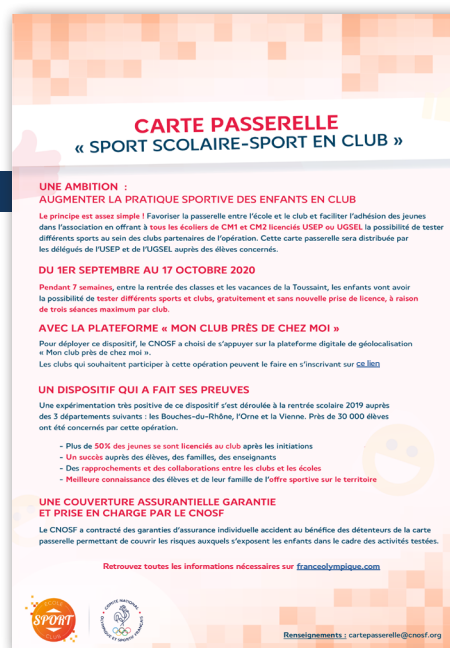 CARTE PASSERELLE
« SPORT SCOLAIRE-SPORT EN CLUB »
UNE AMBITION :
AUGMENTER LA PRATIQUE SPORTIVE DES ENFANTS EN CLUB
Le principe est assez simple ! Favoriser la passerelle entre l'école et le club et faciliter l'adhésion des jeunes
dans l'association en offrant à tous les écoliers de CM1 et CM2 licenciés USEP ou UGSEL la possibilité de tester
différents sports au sein des clubs partenaires de l'opération. Cette carte passerelle sera distribuée par
les délégués de l'USEP et de l'UGSEL auprès des élèves concernés.
DU 1ER SEPTEMBRE AU 17 OCTOBRE 2020
Pendant 7 semaines, entre la rentrée des classes et les vacances de la Toussaint, les enfants vont avoir
la possibilité de tester différents sports et clubs, gratuitement et sans nouvelle prise de licence, à raison
de trois séances maximum par club.
AVEC LA PLATEFORME « MON CLUB PRÈS DE CHEZ MOI »
Pour déployer ce dispositif, le CNOSF a choisi de s'appuyer sur la plateforme digitale de géolocalisation
« Mon club près de chez moi ».
Les clubs qui souhaitent participer à cette opération peuvent le faire en s'inscrivant sur ce lien
UN DISPOSITIF QUI A FAIT SES PREUVES
Une expérimentation très positive de ce dispositif s'est déroulée à la rentrée scolaire 2019 auprès
des 3 départements suivants : les Bouches-du-Rhône, l'Orne et la Vienne. Près de 30 000 élèves
ont été concernés par cette opération.
- Plus de 50% des jeunes se sont licenciés au club après les initiations
- Un succès auprès des élèves, des familles, des enseignants
- Des rapprochements et des collaborations entre les clubs et les écoles
- Meilleure connaissance des élèves et de leur famille de l'offre sportive sur le territoire
UNE COUVERTURE ASSURANTIELLE GARANTIE
ET PRISE EN CHARGE PAR LE CNOSF
Le CNOSF a contracté des garanties d'assurance individuelle accident au bénéfice des détenteurs de la carte
passerelle permettant de couvrir les risques auxquels s'exposent les enfants dans le cadre des activités testées.
Retrouvez toutes les informations nécessaires sur franceolympique.com
ÉCOLE
SPORT
CLUB
COMITÉ NATIONAL
OLYMPIQUE ET SPORTIF FRANÇAIS
Renseignements : cartepasserelle@cnosf.org